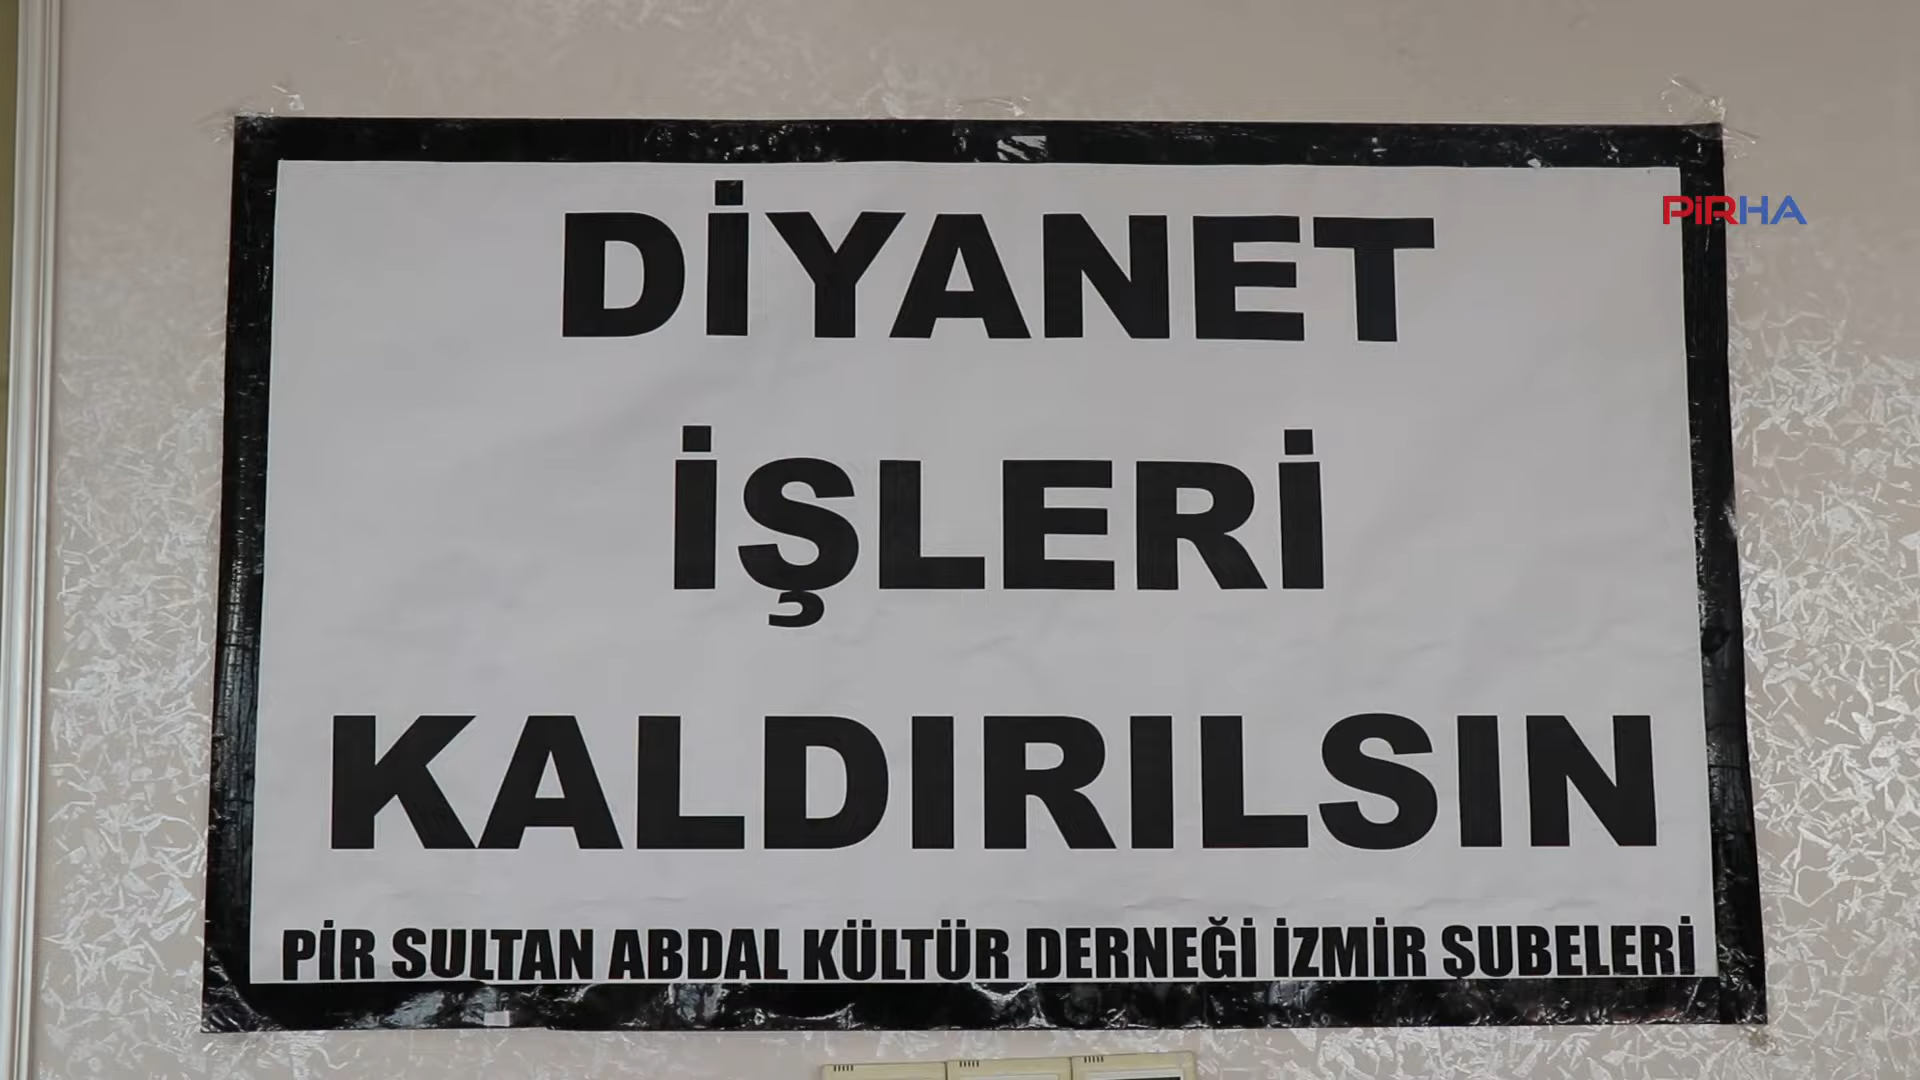 DİYANET
PİRHA
İŞLERİ
KALDIRILSIN
PİR SULTAN ABDAL KÜLTÜR DERNEĞİ İZMİR ŞUBELERİ